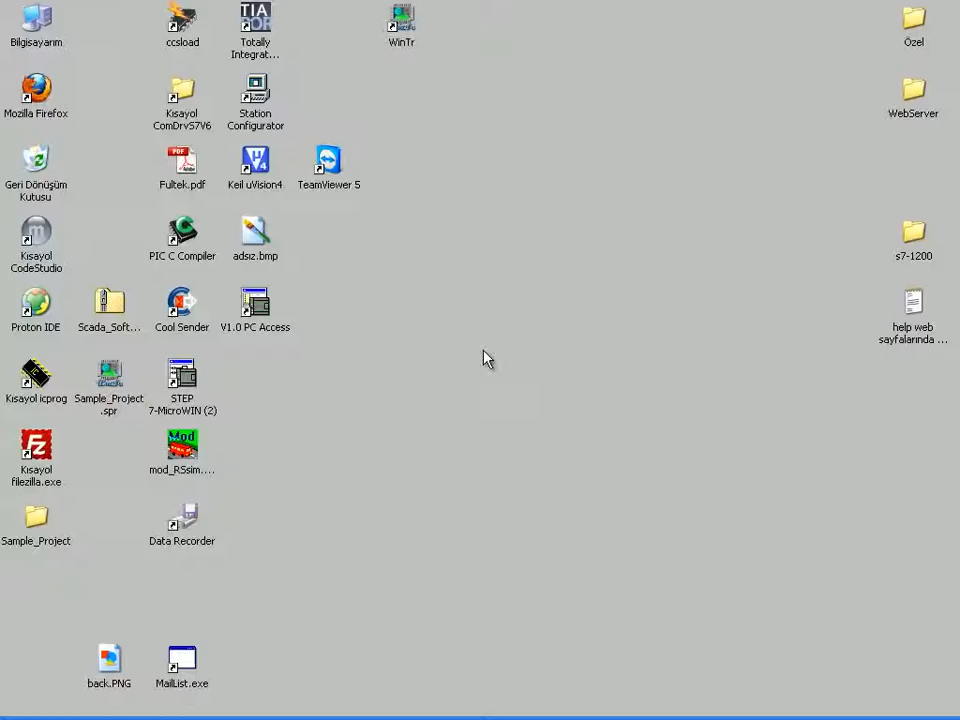 Bilgisayarım
ccsload
TIA
POR
Totally
Integrat...
WinTr
Özel
Mozilla Firefox
Kısayol
ComDrvS7V6
Station
Configurator
WebServer
Geri Dönüşüm
Kutusu
PDF
Fultek.pdf
Keil uVision4
TeamViewer 5
Kısayol
CodeStudio
PIC C Compiler
adsız.bmp
s7-1200
Proton IDE
Scada_Soft...
Cool Sender
V1.0 PC Access
help web
sayfalarında ...
Kısayol icprog
Sample_Project
.spr
STEP
7-MicroWIN (2)
Kısayol
filezilla.exe
Mod
mod_RSsim....
Sample_Project
Data Recorder
back.PNG
MailList.exe